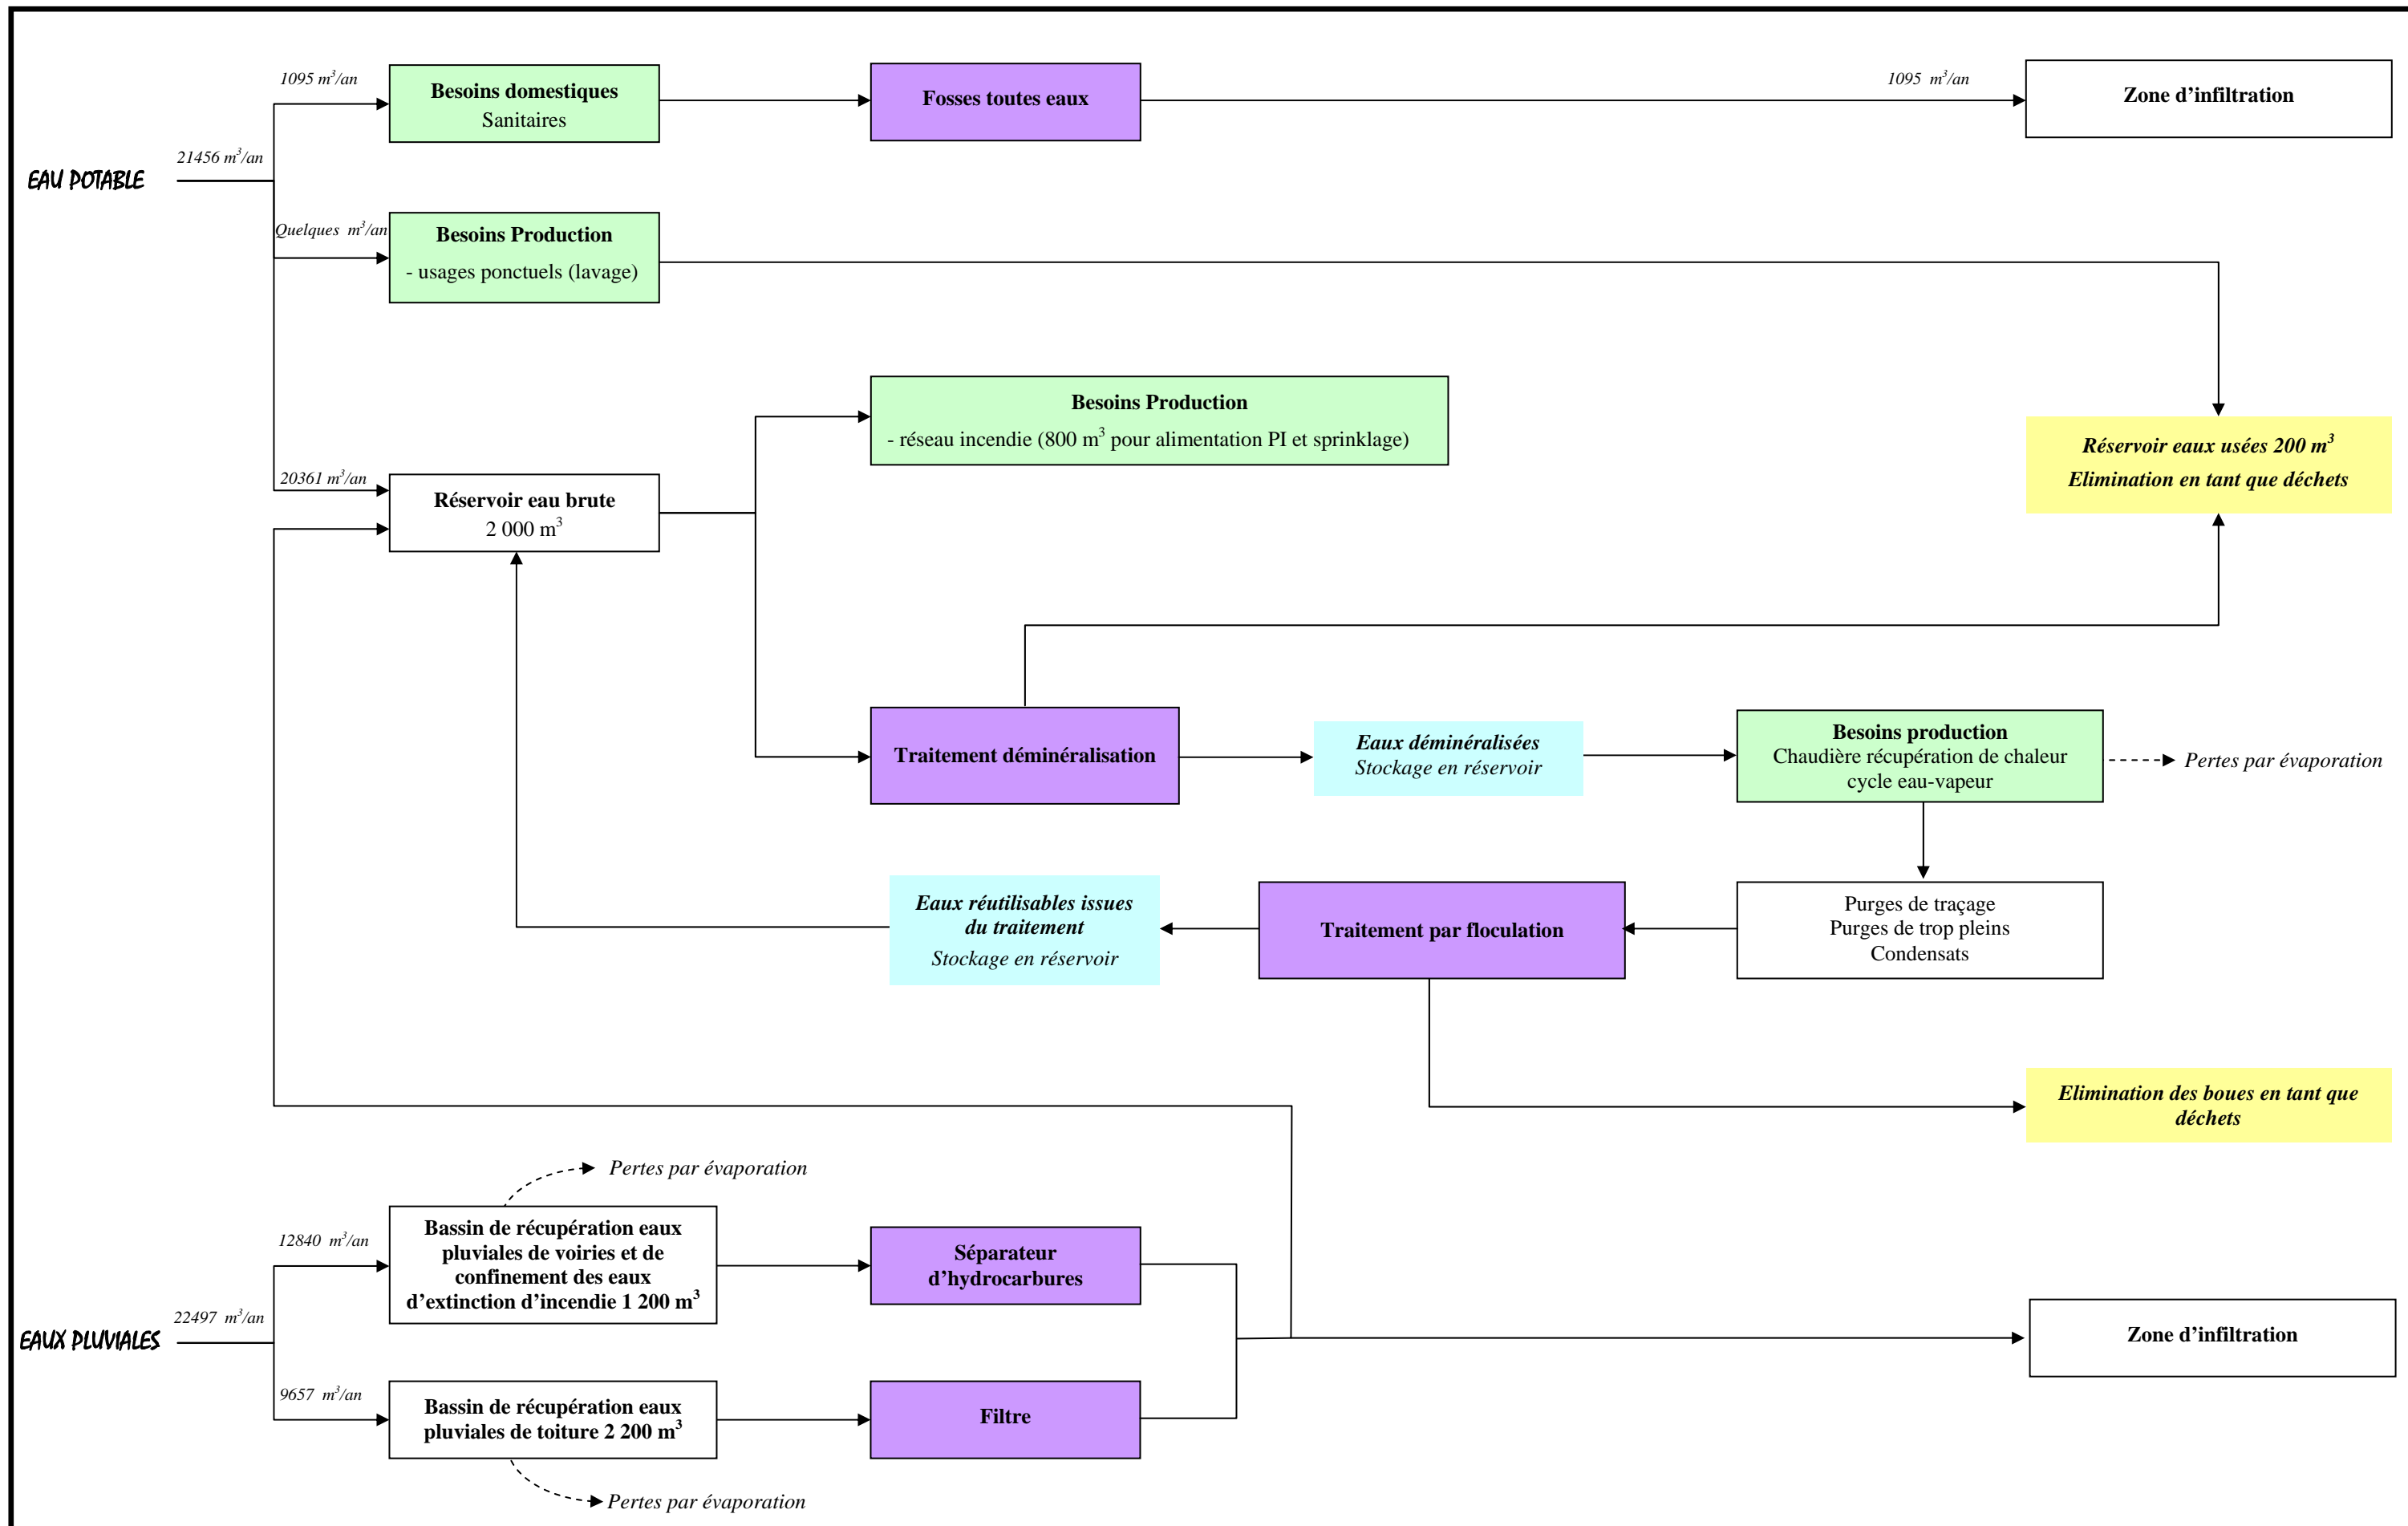 1095 m³/an
Besoins domestiques
Sanitaires
Fosses toutes eaux
1095 m³/an
Zone d'infiltration
21456 m³/an
EAU POTABLE
Quelques m³/an
Besoins Production
- usages ponctuels (lavage)
Besoins Production
- réseau incendie (800 m³ pour alimentation PI et sprinklage)
Réservoir eaux usées 200 m³
Elimination en tant que déchets
20361 m³/an
Réservoir eau brute
2 000 m³
Traitement déminéralisation
Eaux déminéralisées
Stockage en réservoir
Besoins production
Chaudière récupération de chaleur
cycle eau-vapeur
Pertes par évaporation
Eaux réutilisables issues
du traitement
Stockage en réservoir
Traitement par floculation
Purges de traçage
Purges de trop pleins
Condensats
Elimination des boues en tant que
déchets
Pertes par évaporation
12840 m³/an
Bassin de récupération eaux
pluviales de voiries et de
confinement des eaux
d'extinction d'incendie 1 200 m³
Séparateur
d'hydrocarbures
22497 m³/an
EAUX PLUVIALES
Zone d'infiltration
9657 m³/an
Bassin de récupération eaux
pluviales de toiture 2 200 m³
Filtre
Pertes par évaporation